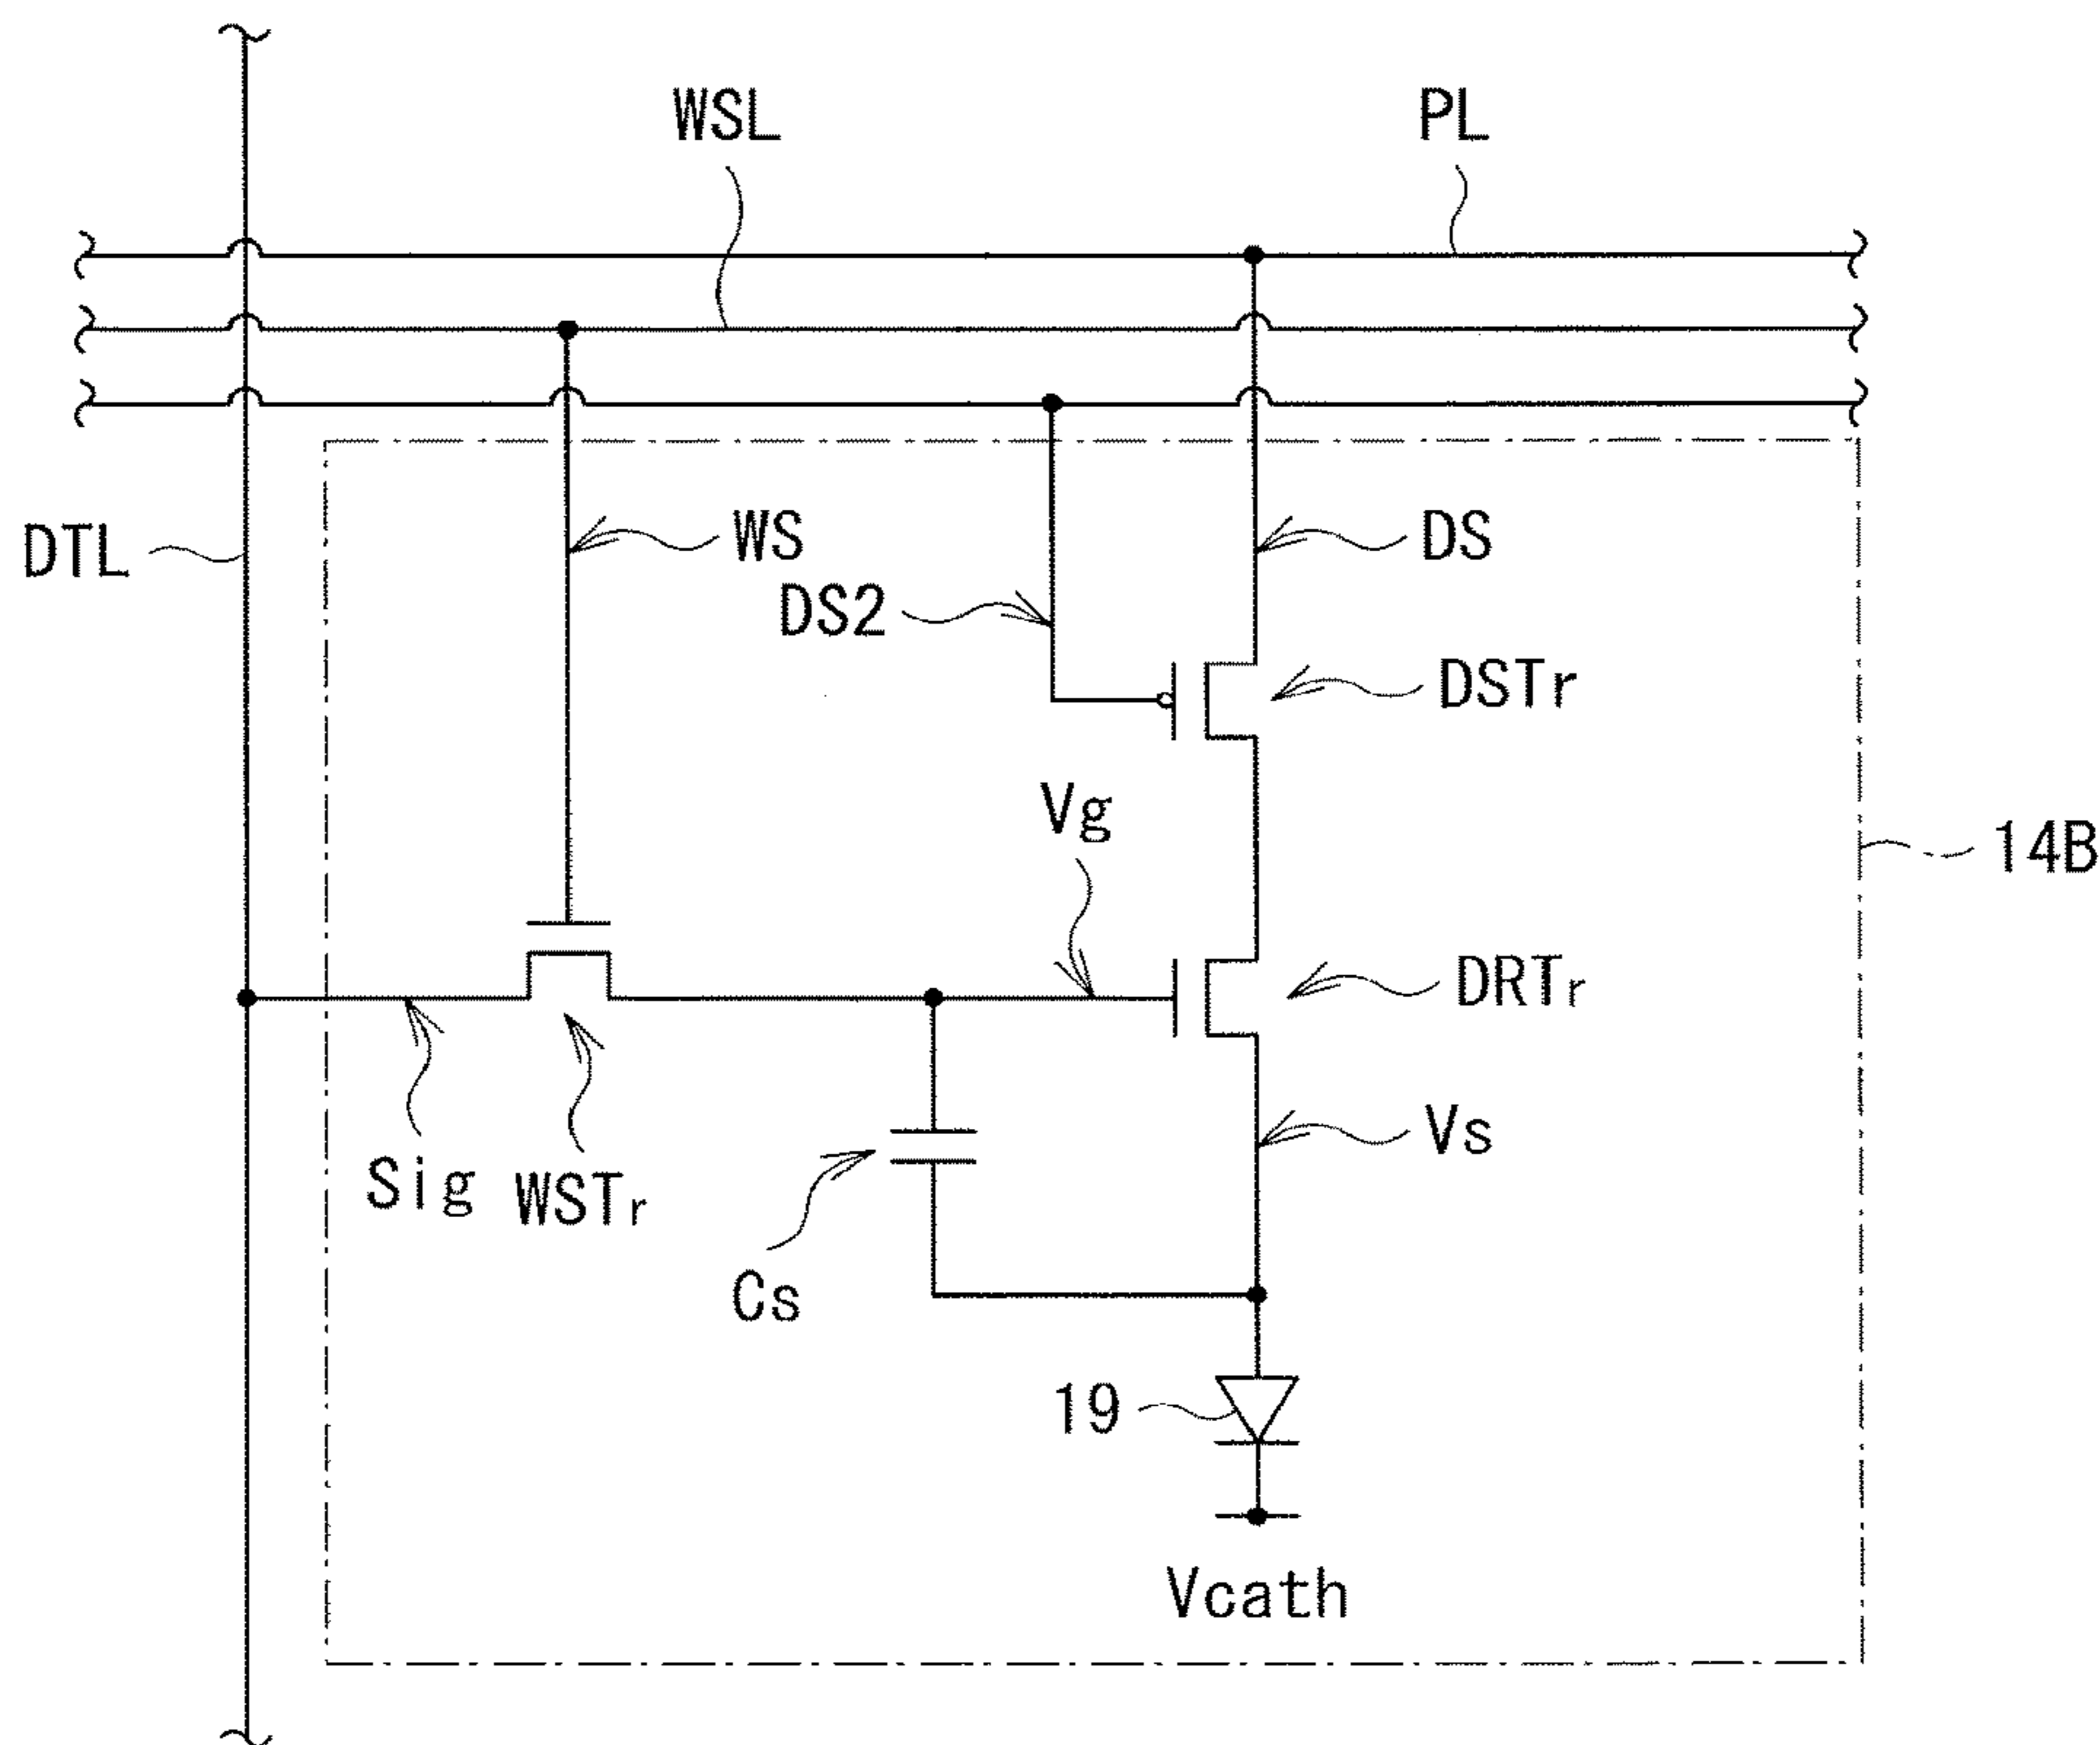 WSL
PL
DTL
WS
DS
DS2
DSTr
Vg
14B
DRTr
Sig
WSTr
Vs
Cs
19
Vcath